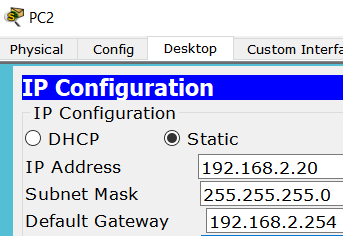 PC2
Physical Config Desktop Custom Interfa
IP Configuration
IP Configuration
DHCP Static
IP Address 192.168.2.20
Subnet Mask 255.255.255.0
Default Gateway 192.168.2.254